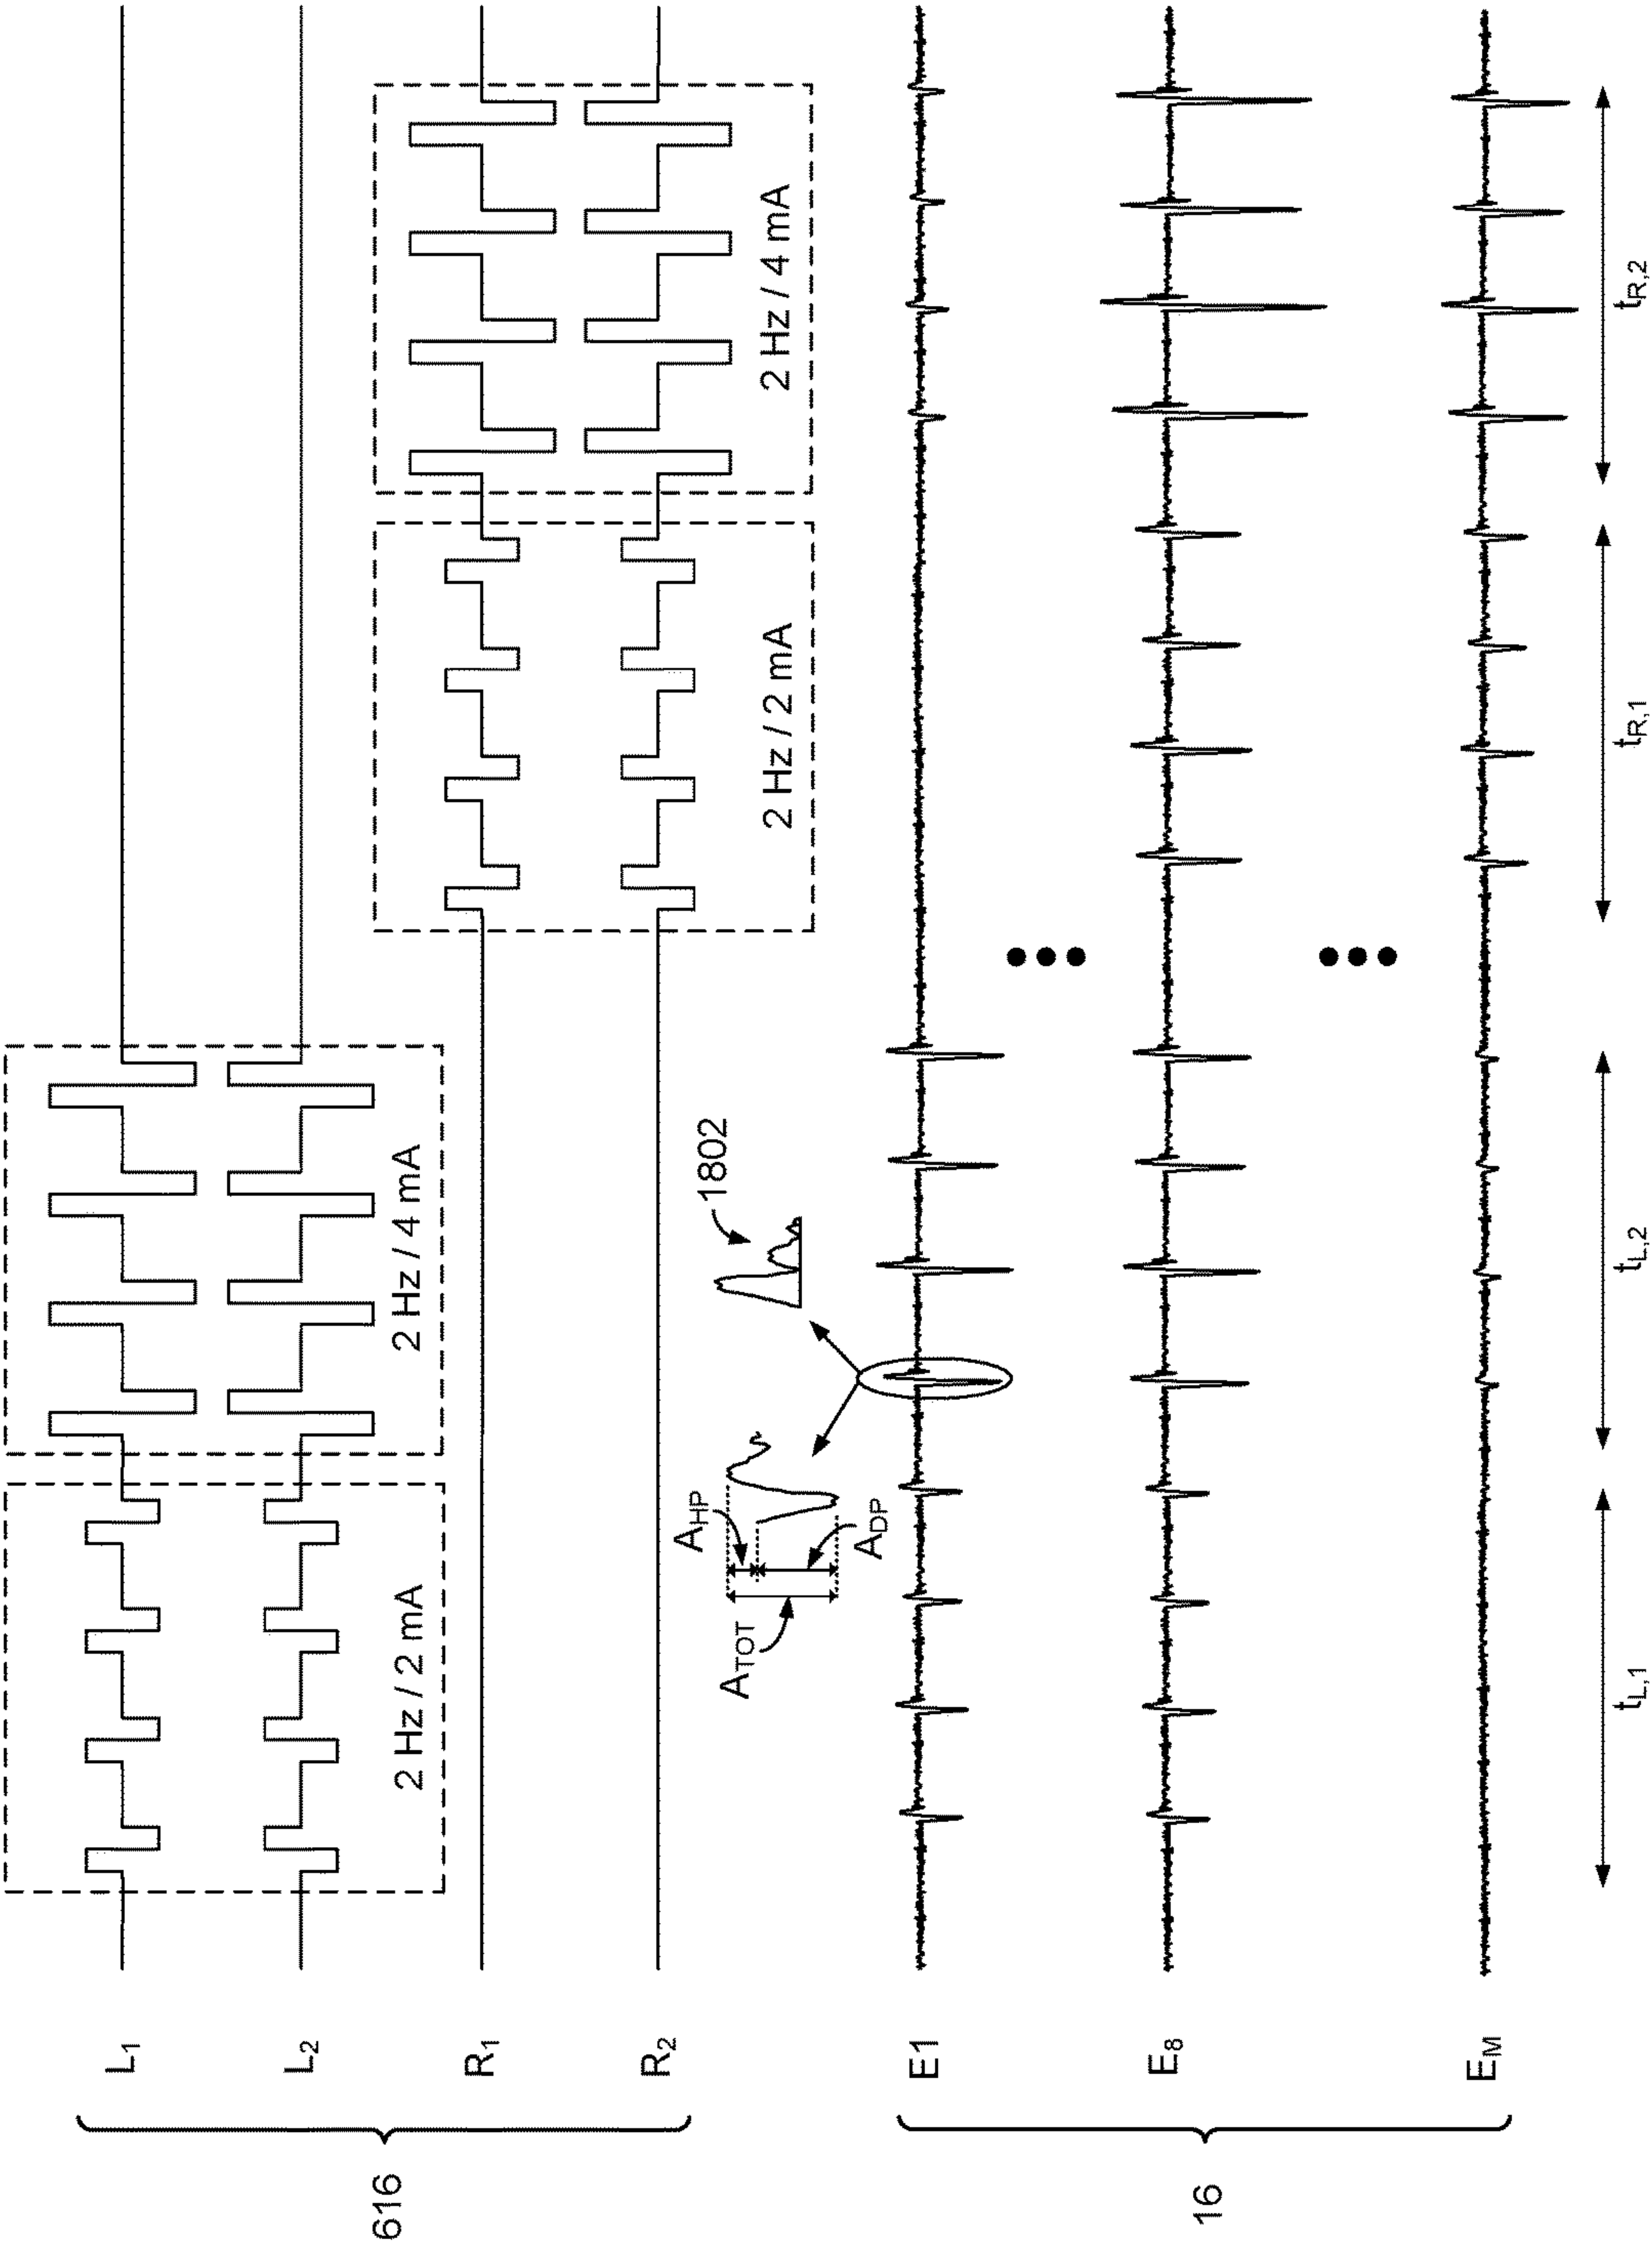 616
L1
L2
R1
R2
2 Hz / 2 mA
2 Hz / 4 mA
2 Hz / 2 mA
2 Hz / 4 mA
ATOT
AHP
ADP
1802
16
E1
E8
EM
tL,1
tL,2
tR,1
tR,2